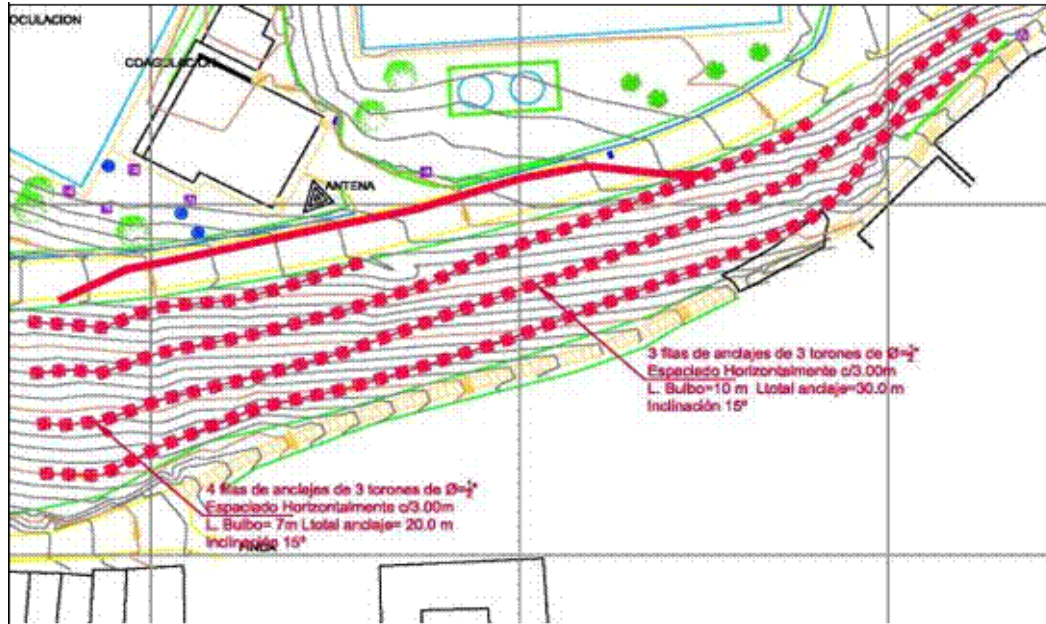 OCULACION
COAGULACION
ANTENA
3 filas de anclajes de 3 torones de Ø=½"
Espaciado Horizontalmente c/3.00m
L. Bulbo=10 m Ltotal anclaje=30.0 m
Inclinación 15º
4 filas de anclajes de 3 torones de Ø=½"
Espaciado Horizontalmente c/3.00m
L. Bulbo= 7m Ltotal anclaje= 20.0 m
Inclinación 15º
FINCA